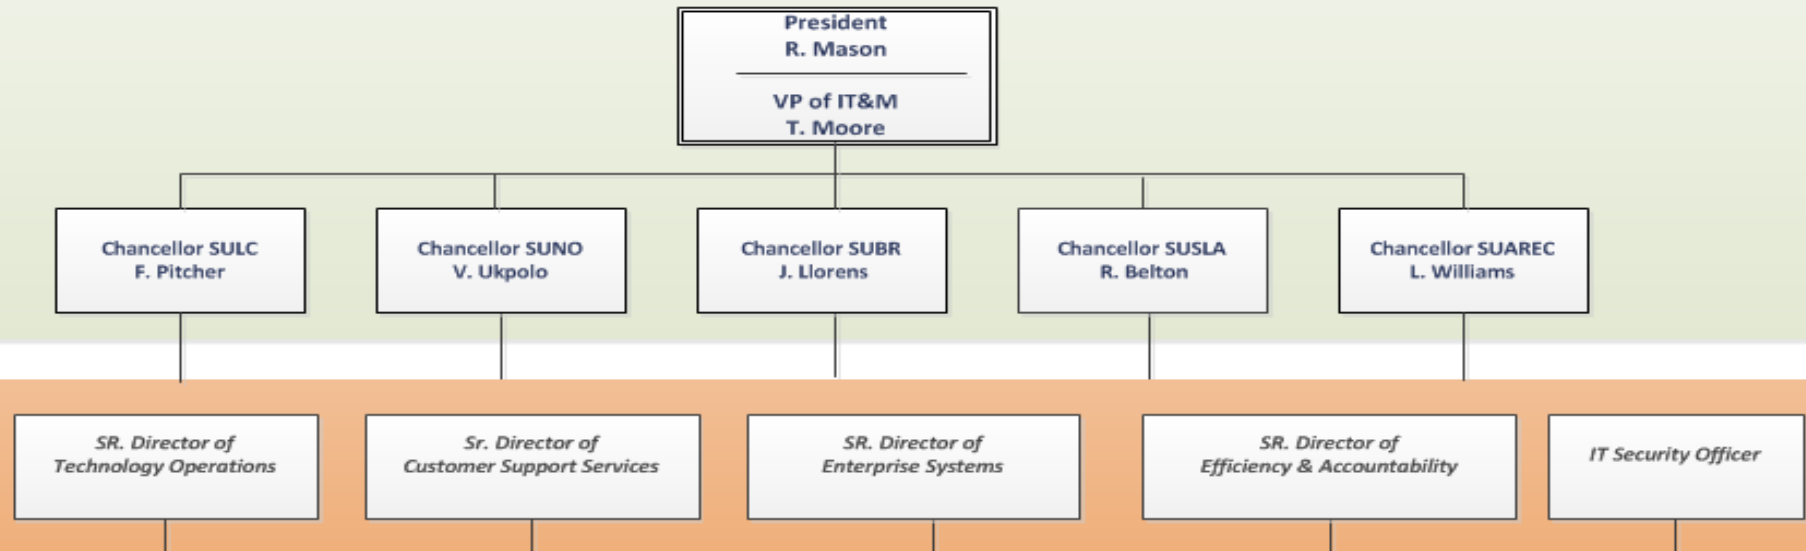 President
R. Mason
VP of IT&M
T. Moore
Chancellor SULC
F. Pitcher
Chancellor SUNO
V. Ukpolo
Chancellor SUBR
J. Llorens
Chancellor SUSLA
R. Belton
Chancellor SUAREC
L. Williams
SR. Director of
Technology Operations
Sr. Director of
Customer Support Services
SR. Director of
Enterprise Systems
SR. Director of
Efficiency & Accountability
IT Security Officer